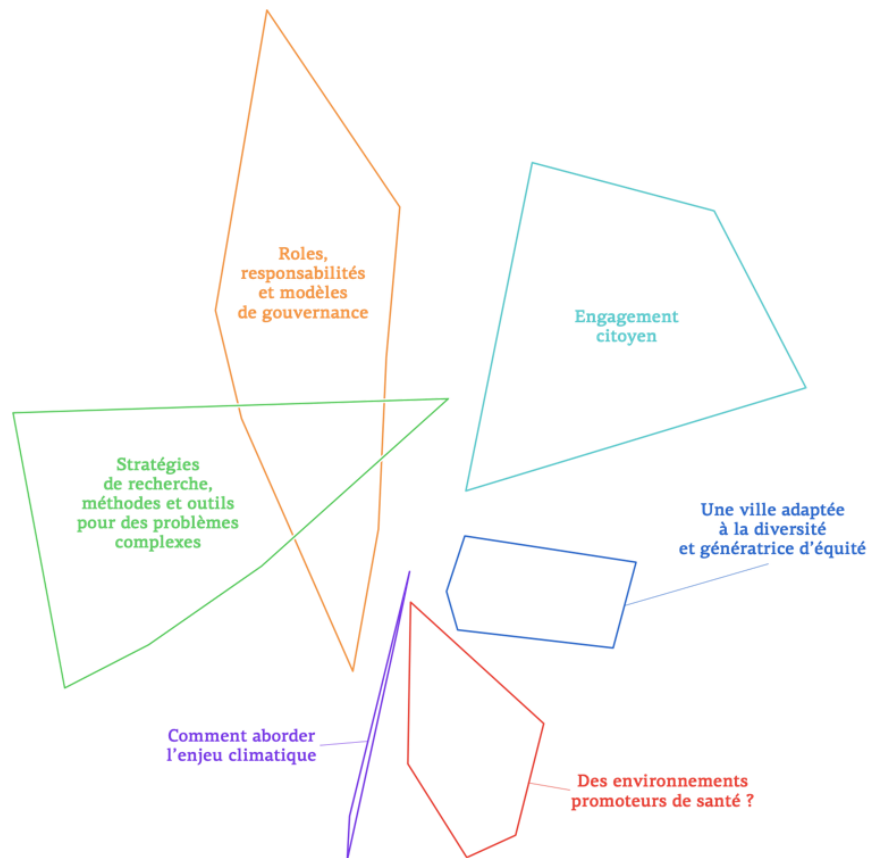 Roles,
responsabilités
et modèles
de gouvernance
Engagement
citoyen
Stratégies
de recherche,
méthodes et outils
pour des problèmes
complexes
Une ville adaptée
à la diversité
et génératrice d’équité
Comment aborder
l’enjeu climatique
Des environnements
promoteurs de santé ?